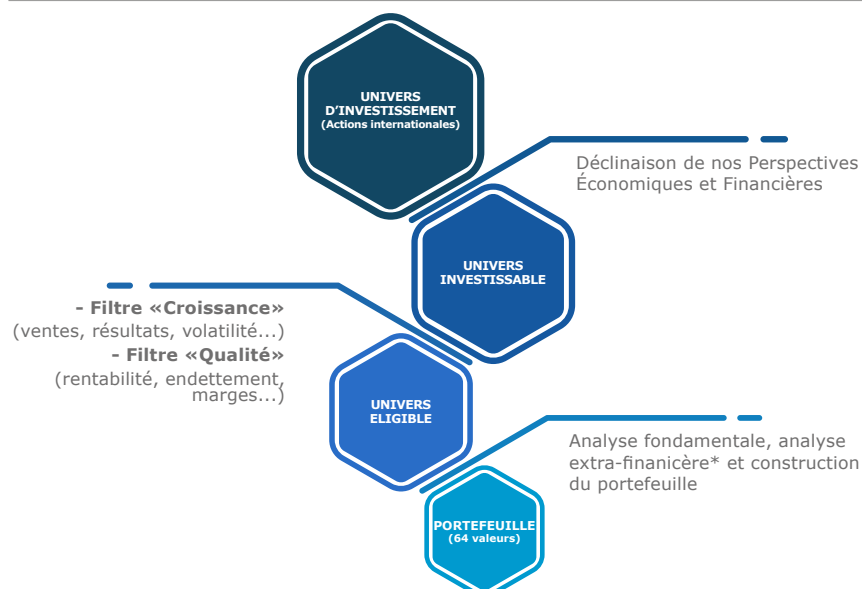 UNIVERS
D'INVESTISSEMENT
(Actions internationales)
Déclinaison de nos Perspectives
Économiques et Financières
UNIVERS
INVESTISSABLE
- Filtre «Croissance»
(ventes, résultats, volatilité...)
- Filtre «Qualité»
(rentabilité, endettement,
marges...)
UNIVERS
ELIGIBLE
Analyse fondamentale, analyse
extra-finanicère* et construction
du portefeuille
PORTEFEUILLE
(64 valeurs)